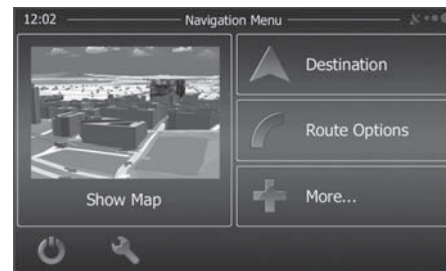 12:02 Navigation Menu
Destination
Route Options
Show Map
More...